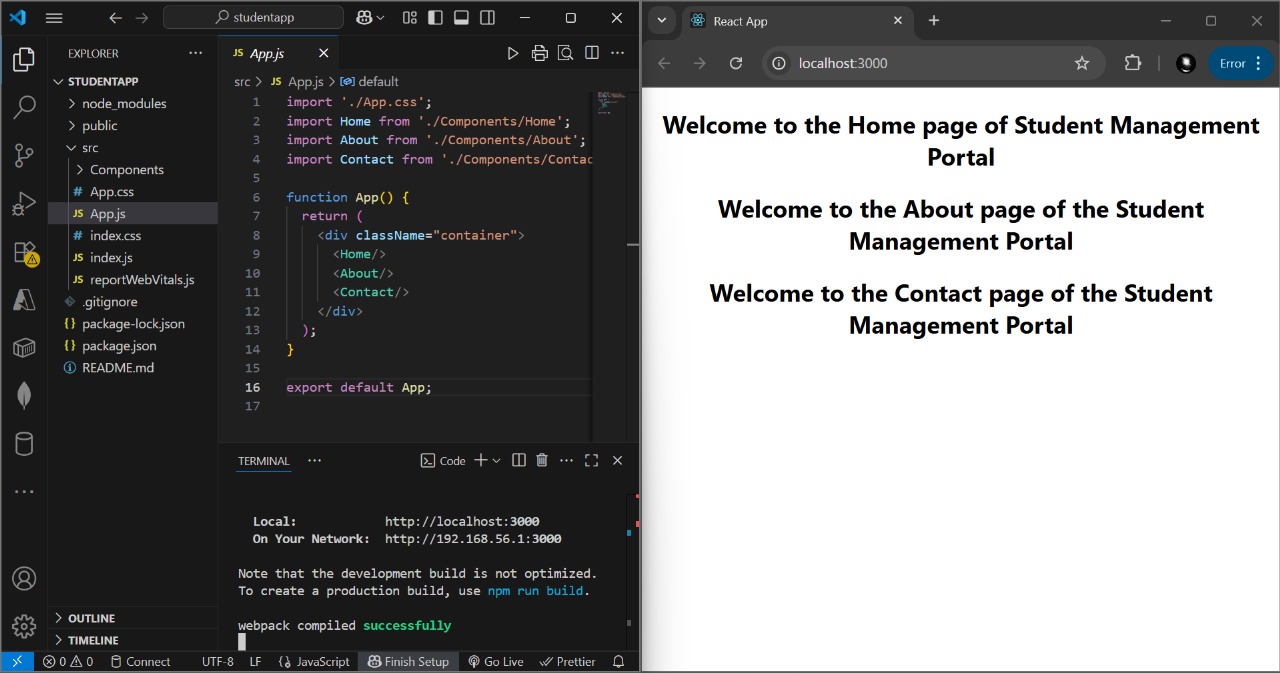 studentapp
EXPLORER
STUDENTAPP
node_modules
public
src
Components
# App.css
JS App.js
# index.css
JS index.js
JS reportWebVitals.js
.gitignore
{} package-lock.json
{} package.json
README.md
OUTLINE
TIMELINE
JS App.js
src > JS App.js > default
1 import './App.css';
2 import Home from './Components/Home';
3 import About from './Components/About';
4 import Contact from './Components/Contac
5
6 function App() {
7 return (
8 <div className="container">
9 <Home/>
10 <About/>
11 <Contact/>
12 </div>
13 );
14 }
15
16 export default App;
17
TERMINAL
Code
Local: http://localhost:3000
On Your Network: http://192.168.56.1:3000
Note that the development build is not optimized.
To create a production build, use npm run build.
webpack compiled successfully
0 0 Connect UTF-8 LF {} JavaScript Finish Setup Go Live Prettier
React App
localhost:3000
Error
Welcome to the Home page of Student Management
Portal
Welcome to the About page of the Student
Management Portal
Welcome to the Contact page of the Student
Management Portal